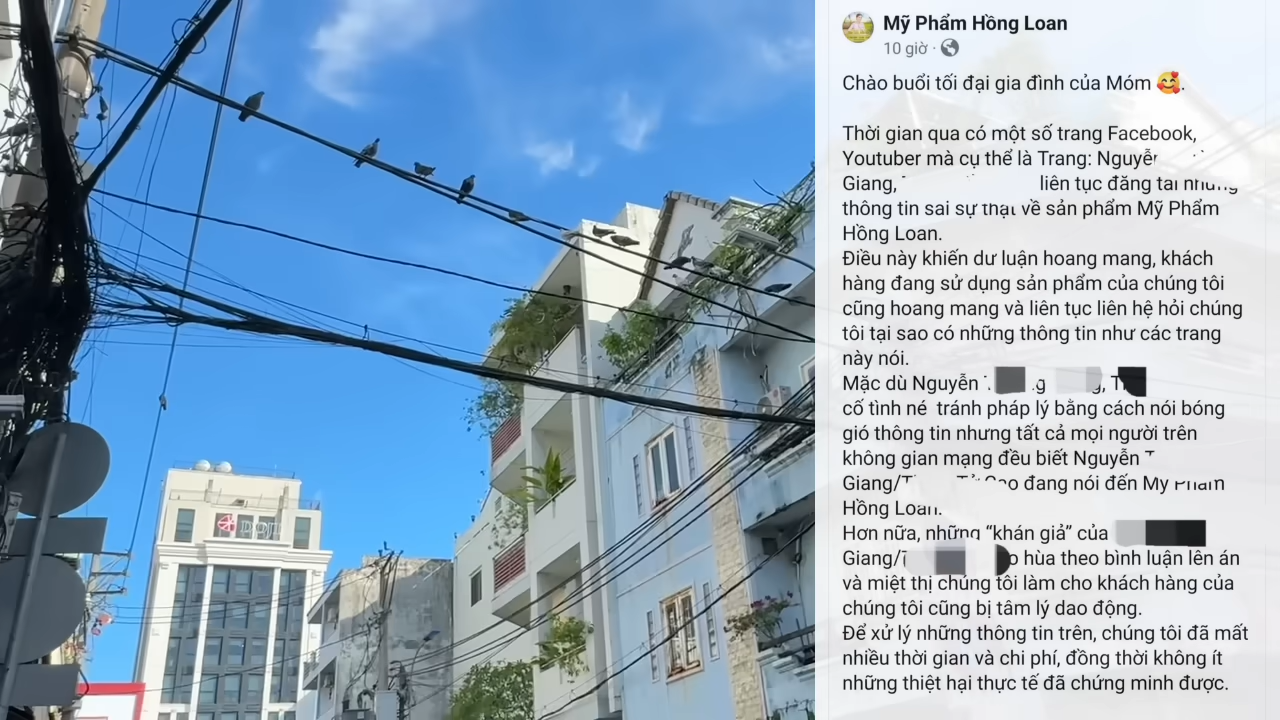 DOJI
Mỹ Phẩm Hồng Loan
10 giờ ·
Chào buổi tối đại gia đình của Móm 🥰.
Thời gian qua có một số trang Facebook,
Youtuber mà cụ thể là Trang: Nguyễn
Giang, liên tục đăng tải những
thông tin sai sự thật về sản phẩm Mỹ Phẩm
Hồng Loan.
Điều này khiến dư luận hoang mang, khách
hàng đang sử dụng sản phẩm của chúng tôi
cũng hoang mang và liên tục liên hệ hỏi chúng
tôi tại sao có những thông tin như các trang
này nói.
Mặc dù Nguyễn
cố tình né tránh pháp lý bằng cách nói bóng
gió thông tin nhưng tất cả mọi người trên
không gian mạng đều biết Nguyễn T
Giang/ đang nói đến Mỹ Phẩm
Hồng Loan.
Hơn nữa, những “khán giả” của
Giang/ hùa theo bình luận lên án
và miệt thị chúng tôi làm cho khách hàng của
chúng tôi cũng bị tâm lý dao động.
Để xử lý những thông tin trên, chúng tôi đã mất
nhiều thời gian và chi phí, đồng thời không ít
những thiệt hại thực tế đã chứng minh được.